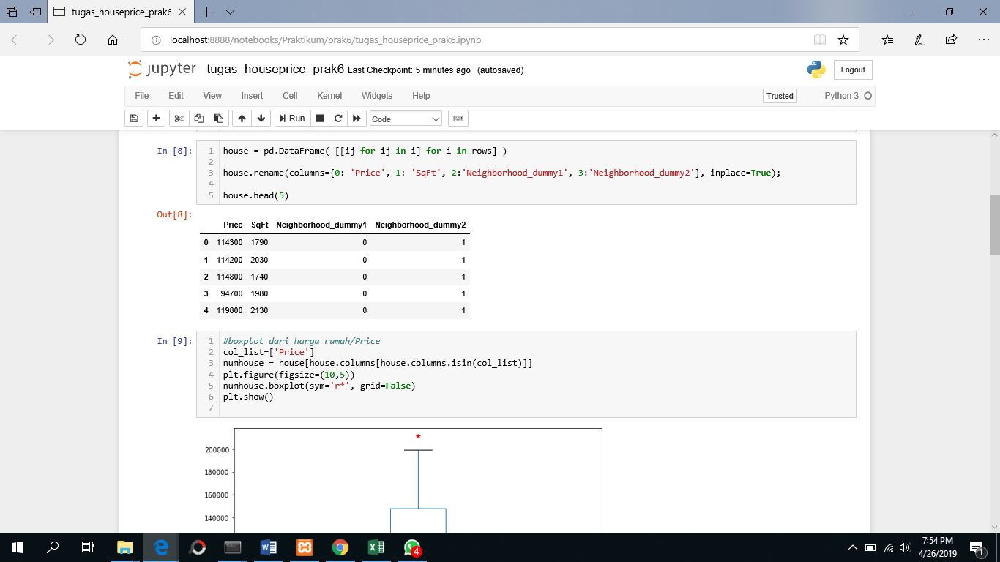 tugas_houseprice_prak6
localhost:8888/notebooks/Praktikum/prak6/tugas_houseprice_prak6.ipynb
jupyter tugas_houseprice_prak6 Last Checkpoint: 5 minutes ago (autosaved) Logout
File Edit View Insert Cell Kernel Widgets Help Trusted Python 3
Run Code
In [8]: 1 house = pd.DataFrame( [[ij for ij in i] for i in rows] )
2
3 house.rename(columns={0: 'Price', 1: 'SqFt', 2:'Neighborhood_dummy1', 3:'Neighborhood_dummy2'}, inplace=True);
4
5 house.head(5)
Out[8]:
Price SqFt Neighborhood_dummy1 Neighborhood_dummy2
0 114300 1790 0 1
1 114200 2030 0 1
2 114800 1740 0 1
3 94700 1980 0 1
4 119800 2130 0 1
In [9]: 1 #boxplot dari harga rumah/Price
2 col_list=['Price']
3 numhouse = house[house.columns[house.columns.isin(col_list)]]
4 plt.figure(figsize=(10,5))
5 numhouse.boxplot(sym='r*', grid=False)
6 plt.show()
7
200000
180000
160000
140000
4
7:54 PM
4/26/2019
1